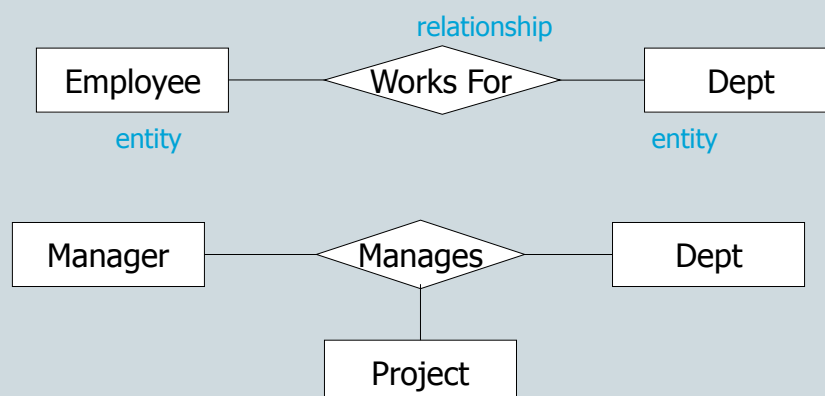 relationship
Employee
Works For
Dept
entity
entity
Manager
Manages
Dept
Project